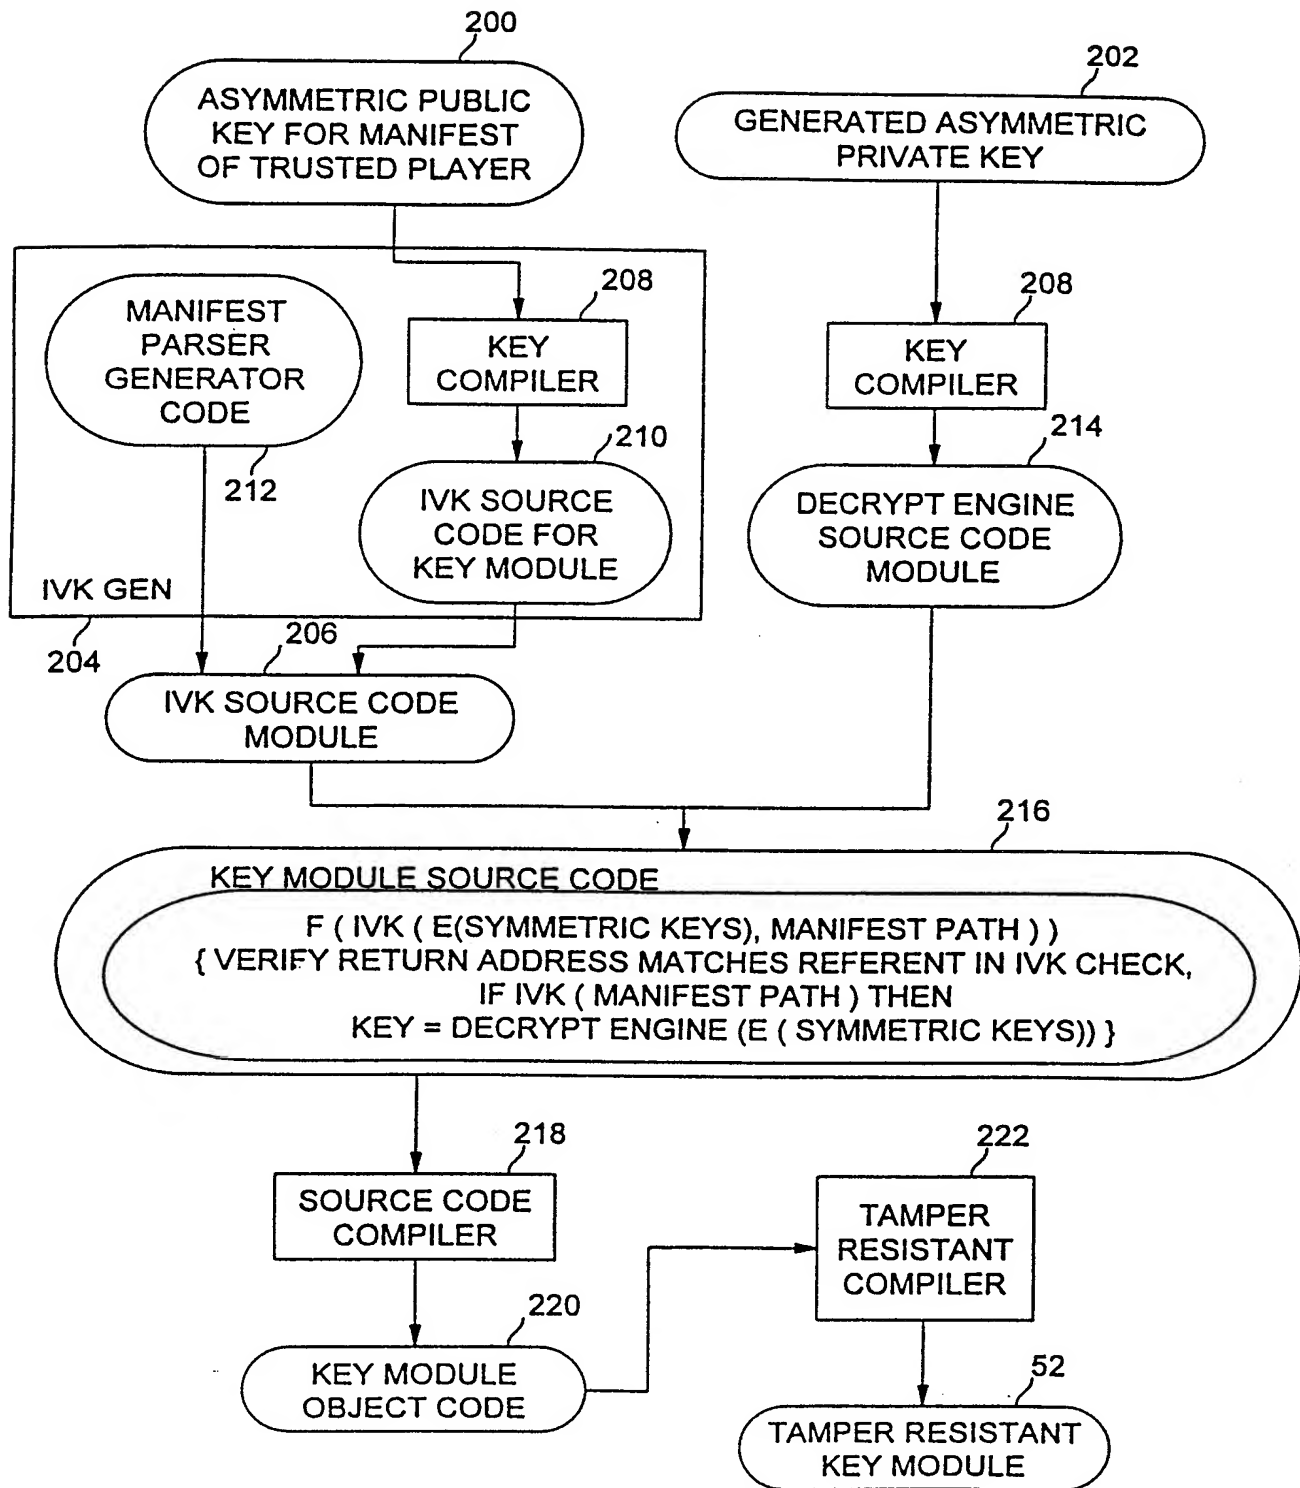 200
ASYMMETRIC PUBLIC
KEY FOR MANIFEST
OF TRUSTED PLAYER
202
GENERATED ASYMMETRIC
PRIVATE KEY
MANIFEST
PARSER
GENERATOR
CODE
212
208
KEY
COMPILER
210
IVK SOURCE
CODE FOR
KEY MODULE
IVK GEN
204
208
KEY
COMPILER
214
DECRYPT ENGINE
SOURCE CODE
MODULE
206
IVK SOURCE CODE
MODULE
216
KEY MODULE SOURCE CODE
F ( IVK ( E(SYMMETRIC KEYS), MANIFEST PATH ) )
{ VERIFY RETURN ADDRESS MATCHES REFERENT IN IVK CHECK,
IF IVK ( MANIFEST PATH ) THEN
KEY = DECRYPT ENGINE (E ( SYMMETRIC KEYS)) }
218
SOURCE CODE
COMPILER
220
KEY MODULE
OBJECT CODE
222
TAMPER
RESISTANT
COMPILER
52
TAMPER RESISTANT
KEY MODULE